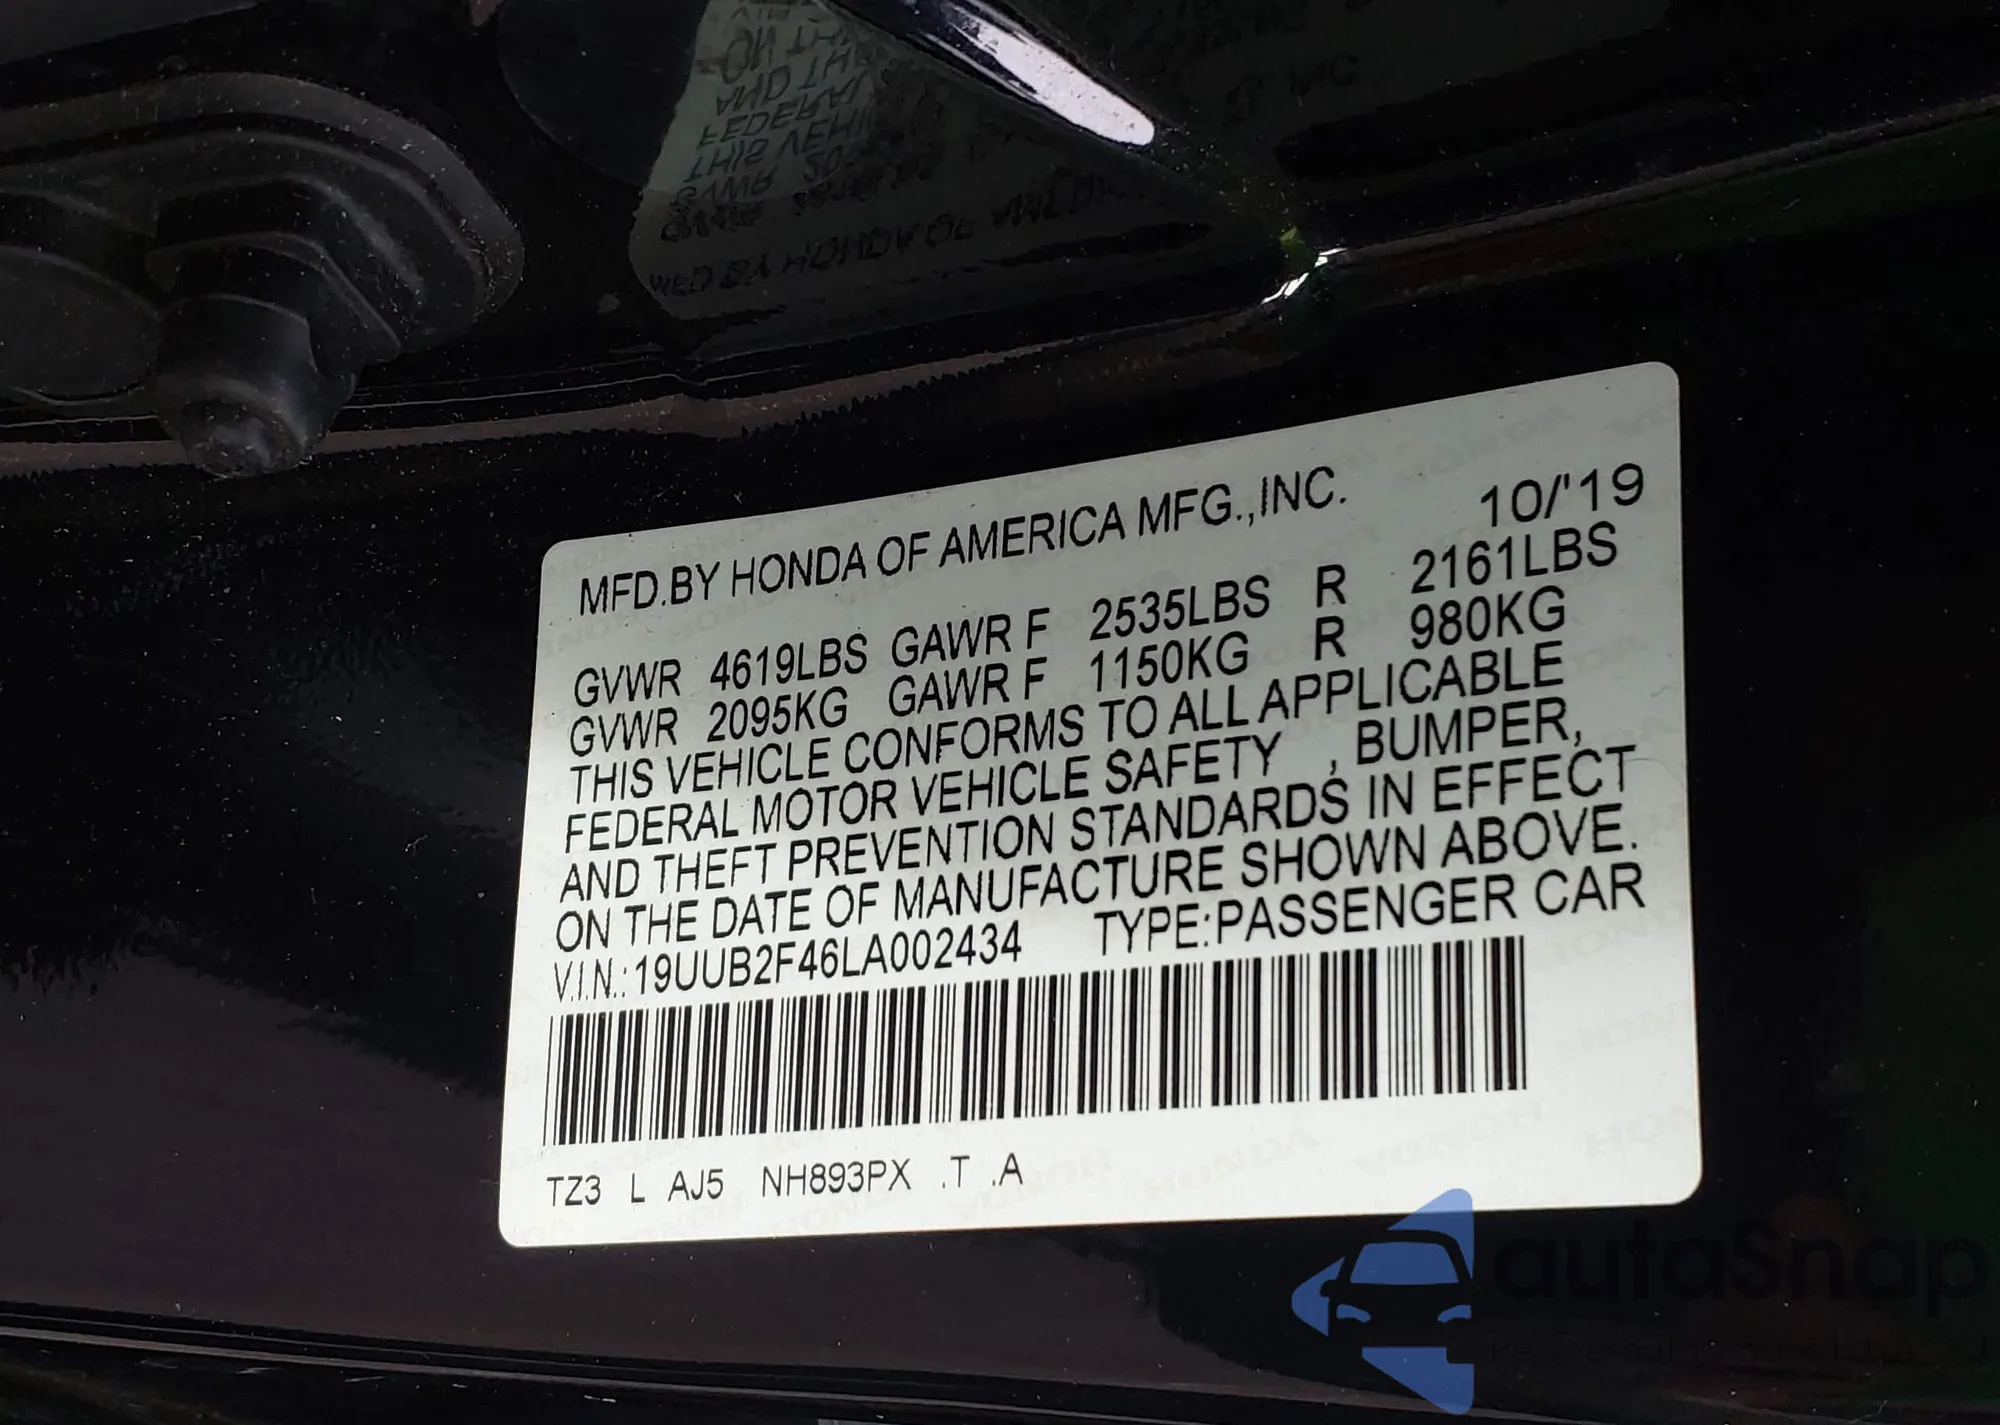 MFD.BY HONDA OF AMERICA MFG.,INC. 10/'19
GVWR 4619LBS GAWR F 2535LBS R 2161LBS
GVWR 2095KG GAWR F 1150KG R 980KG
THIS VEHICLE CONFORMS TO ALL APPLICABLE
FEDERAL MOTOR VEHICLE SAFETY , BUMPER,
AND THEFT PREVENTION STANDARDS IN EFFECT
ON THE DATE OF MANUFACTURE SHOWN ABOVE.
V.I.N.:19UUB2F46LA002434 TYPE:PASSENGER CAR
TZ3 L AJ5 NH893PX .T .A
autoSnap